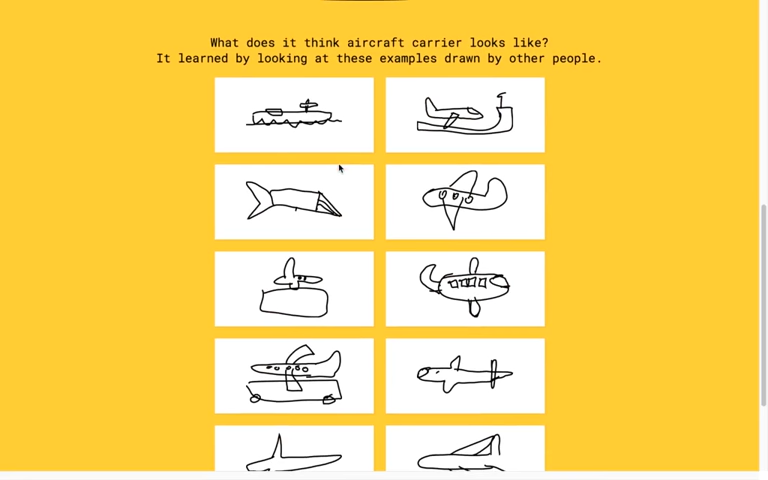 What does it think aircraft carrier looks like?
It learned by looking at these examples drawn by other people.